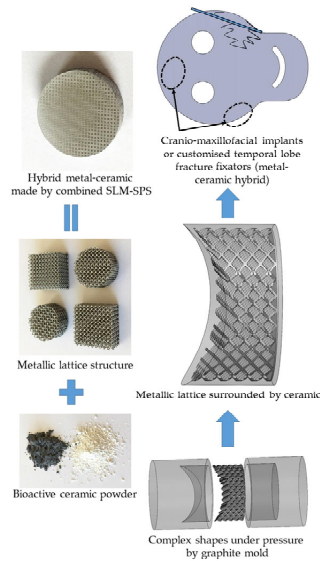 Hybrid metal-ceramic
made by combined SLM-SPS
Metallic lattice structure
Bioactive ceramic powder
Cranio-maxillofacial implants
or customised temporal lobe
fracture fixators (metal-
ceramic hybrid)
Metallic lattice surrounded by ceramic
Complex shapes under pressure
by graphite mold